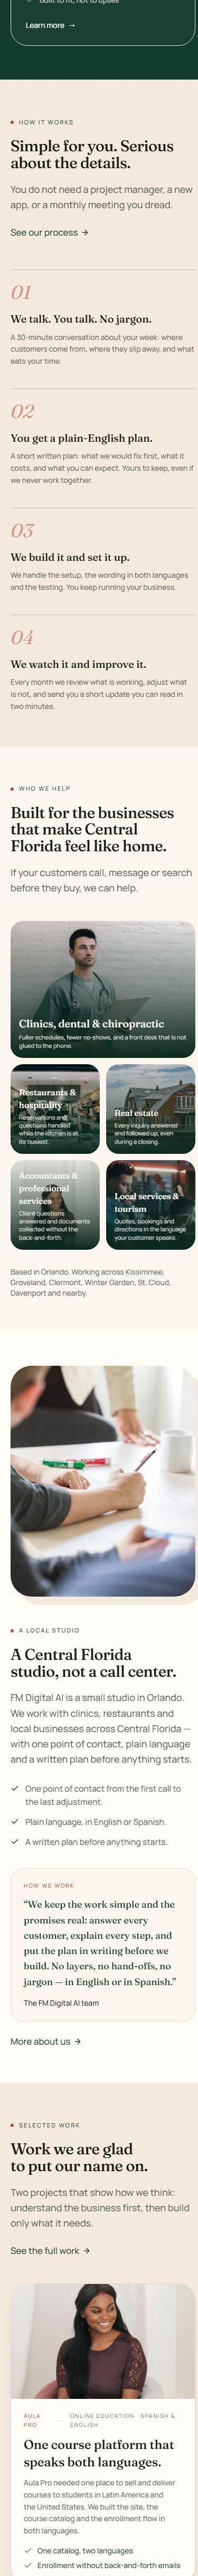 Built to fit, not to upsell
Learn more →
HOW IT WORKS
Simple for you. Serious
about the details.
You do not need a project manager, a new
app, or a monthly meeting you dread.
See our process →
01
We talk. You talk. No jargon.
A 30-minute conversation about your week: where
customers come from, where they slip away, and what
eats your time.
02
You get a plain-English plan.
A short written plan: what we would fix first, what it
costs, and what you can expect. Yours to keep, even if
we never work together.
03
We build it and set it up.
We handle the setup, the wording in both languages
and the testing. You keep running your business.
04
We watch it and improve it.
Every month we review what is working, adjust what
is not, and send you a short update you can read in
two minutes.
WHO WE HELP
Built for the businesses
that make Central
Florida feel like home.
If your customers call, message or search
before they buy, we can help.
Clinics, dental & chiropractic
Fuller schedules, fewer no-shows, and a front desk that is not
glued to the phone.
Restaurants &
hospitality
Reservations and
questions handled
while the kitchen is at
its busiest.
Real estate
Every inquiry answered
and followed up, even
during a closing.
Accountants &
professional
services
Client questions
answered and documents
collected without the
back-and-forth.
Local services &
tourism
Quotes, bookings and
directions in the language
your customer speaks.
Based in Orlando. Working across Kissimmee,
Groveland, Clermont, Winter Garden, St. Cloud,
Davenport and nearby.
A LOCAL STUDIO
A Central Florida
studio, not a call center.
FM Digital AI is a small studio in Orlando.
We work with clinics, restaurants and
local businesses across Central Florida —
with one point of contact, plain language
and a written plan before anything starts.
One point of contact from the first call to
the last adjustment.
Plain language, in English or Spanish.
A written plan before anything starts.
HOW WE WORK
“We keep the work simple and the
promises real: answer every
customer, explain every step, and
put the plan in writing before we
build. No layers, no hand-offs, no
jargon — in English or in Spanish.”
The FM Digital AI team
More about us →
SELECTED WORK
Work we are glad
to put our name on.
Two projects that show how we think:
understand the business first, then build
only what it needs.
See the full work →
AULA
PRO
ONLINE EDUCATION · SPANISH &
ENGLISH
One course platform that
speaks both languages.
Aula Pro needed one place to sell and deliver
courses to students in Latin America and
the United States. We built the site, the
course catalog and the enrollment flow in
both languages.
One catalog, two languages
Enrollment without back-and-forth emails